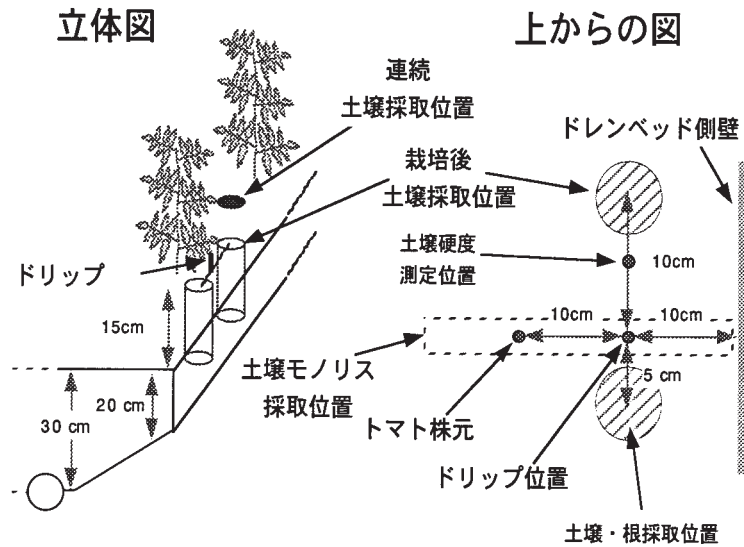 立体図
連続
土壌採取位置
栽培後
土壌採取位置
ドリップ
15cm
20 cm
30 cm
上からの図
ドレンベッド側壁
土壌硬度
測定位置
10cm
10cm
10cm
土壌モノリス
採取位置
5 cm
トマト株元
ドリップ位置
土壌・根採取位置